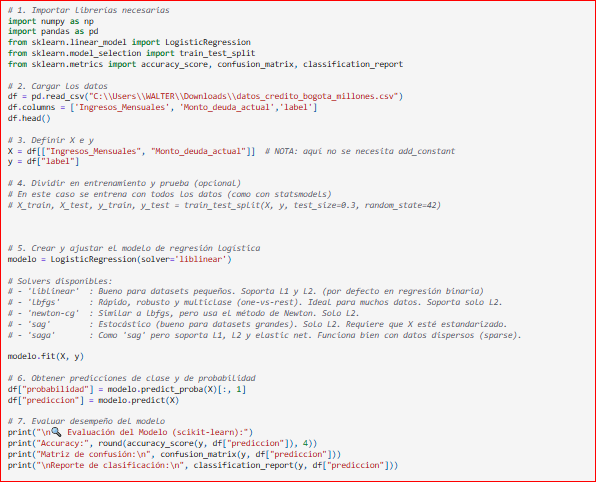 # 1. Importar librerías necesarias
import numpy as np
import pandas as pd
from sklearn.linear_model import LogisticRegression
from sklearn.model_selection import train_test_split
from sklearn.metrics import accuracy_score, confusion_matrix, classification_report
# 2. Cargar los datos
df = pd.read_csv("C:\\Users\\WALTER\\Downloads\\datos_credito_bogota_millones.csv")
df.columns = ['Ingresos_Mensuales', 'Monto_deuda_actual','label']
df.head()
# 3. Definir X e y
X = df[["Ingresos_Mensuales", "Monto_deuda_actual"]]  # NOTA: aquí no se necesita add_constant
y = df["label"]
# 4. Dividir en entrenamiento y prueba (opcional)
# En este caso se entrena con todos los datos (como con statsmodels)
# X_train, X_test, y_train, y_test = train_test_split(X, y, test_size=0.3, random_state=42)
# 5. Crear y ajustar el modelo de regresión logística
modelo = LogisticRegression(solver='liblinear')
# Solvers disponibles:
# - 'liblinear'  : Bueno para datasets pequeños. Soporta L1 y L2. (por defecto en regresión binaria)
# - 'lbfgs'      : Rápido, robusto y multiclase (one-vs-rest). Ideal para muchos datos. Soporta solo L2.
# - 'newton-cg'  : Similar a lbfgs, pero usa el método de Newton. Solo L2.
# - 'sag'        : Estocástico (bueno para datasets grandes). Solo L2. Requiere que X esté estandarizado.
# - 'saga'       : Como 'sag' pero soporta L1, L2 y elastic net. Funciona bien con datos dispersos (sparse).
modelo.fit(X, y)
# 6. Obtener predicciones de clase y de probabilidad
df["probabilidad"] = modelo.predict_proba(X)[:, 1]
df["prediccion"] = modelo.predict(X)
# 7. Evaluar desempeño del modelo
print("\n🔍 Evaluación del Modelo (scikit-learn):")
print("Accuracy:", round(accuracy_score(y, df["prediccion"]), 4))
print("Matriz de confusión:\n", confusion_matrix(y, df["prediccion"]))
print("\nReporte de clasificación:\n", classification_report(y, df["prediccion"]))